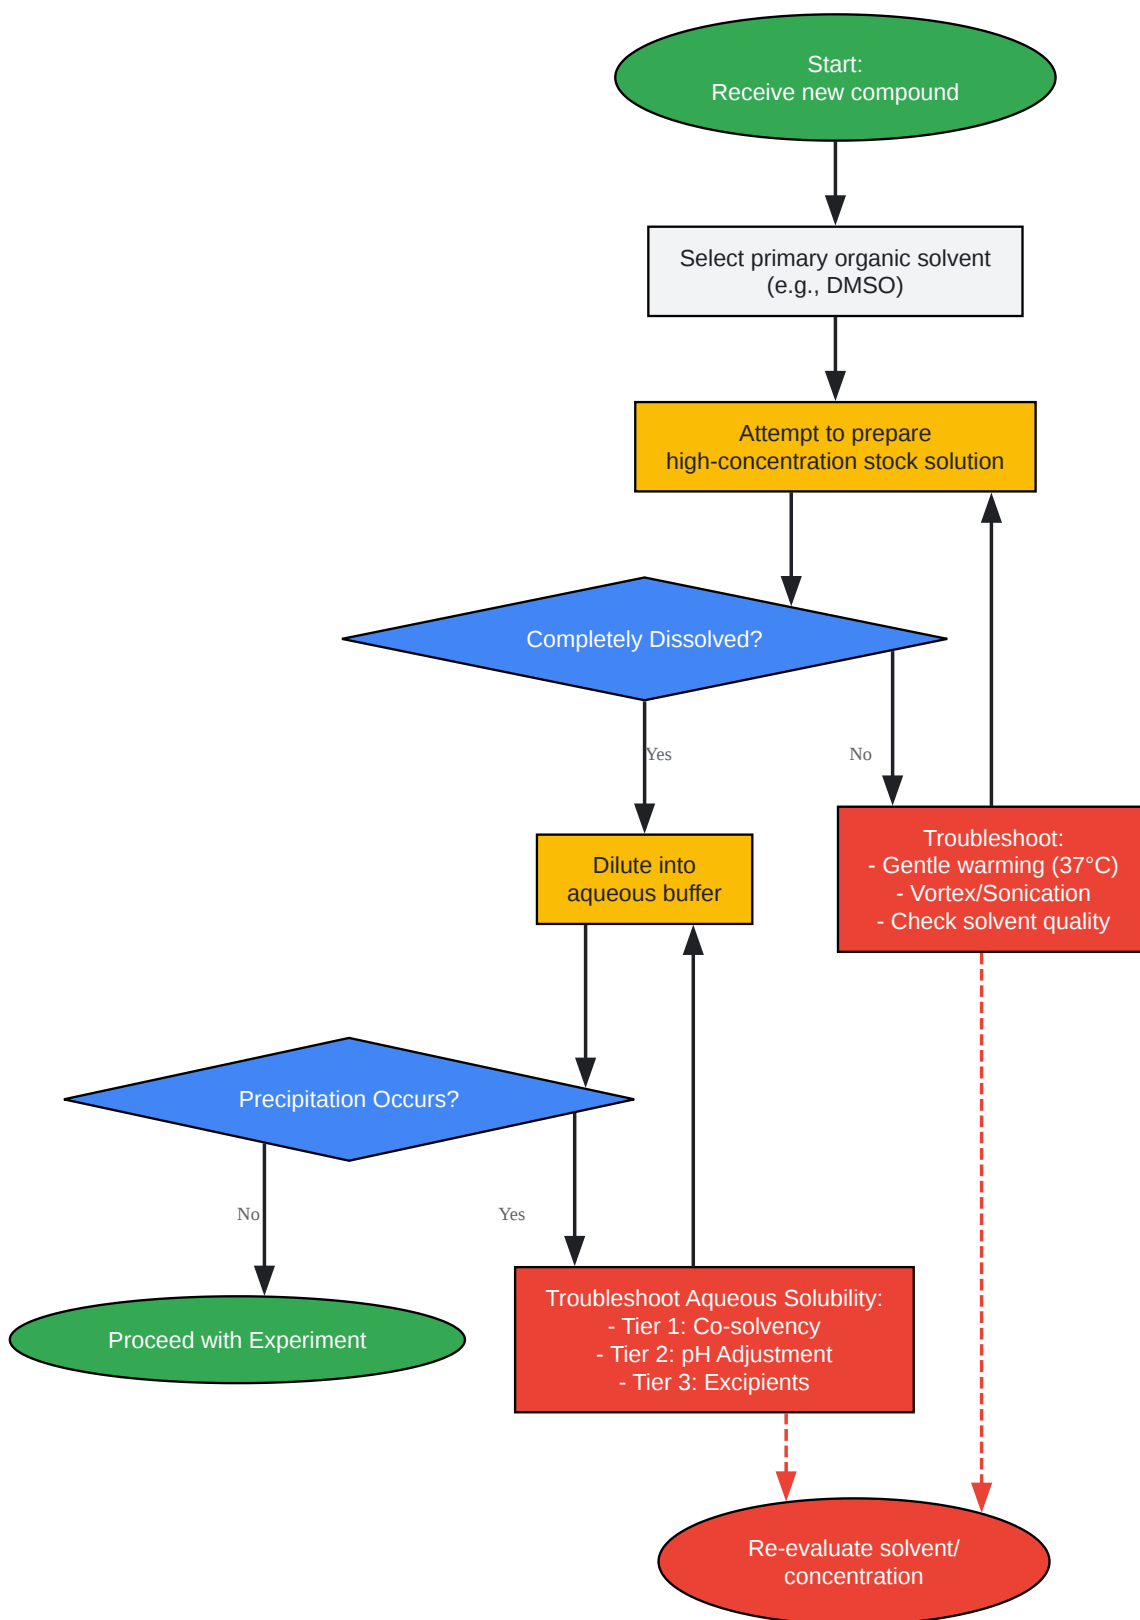 Start:
Receive new compound
Select primary organic solvent
(e.g., DMSO)
Attempt to prepare
high-concentration stock solution
Completely Dissolved?
Yes
No
Dilute into
aqueous buffer
Troubleshoot:
- Gentle warming (37°C)
- Vortex/Sonication
- Check solvent quality
Precipitation Occurs?
No
Yes
Proceed with Experiment
Troubleshoot Aqueous Solubility:
- Tier 1: Co-solvency
- Tier 2: pH Adjustment
- Tier 3: Excipients
Re-evaluate solvent/
concentration